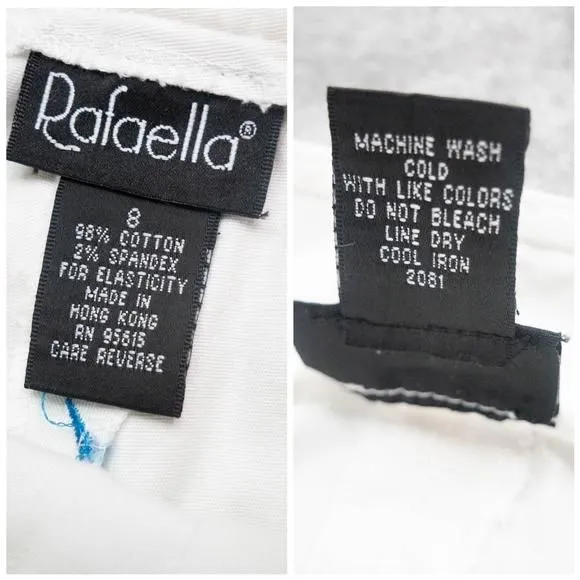 Rafaella®
8
98% COTTON
2% SPANDEX
FOR ELASTICITY
MADE IN
HONG KONG
RN 95615
CARE REVERSE
MACHINE WASH
COLD
WITH LIKE COLORS
DO NOT BLEACH
LINE DRY
COOL IRON
2081